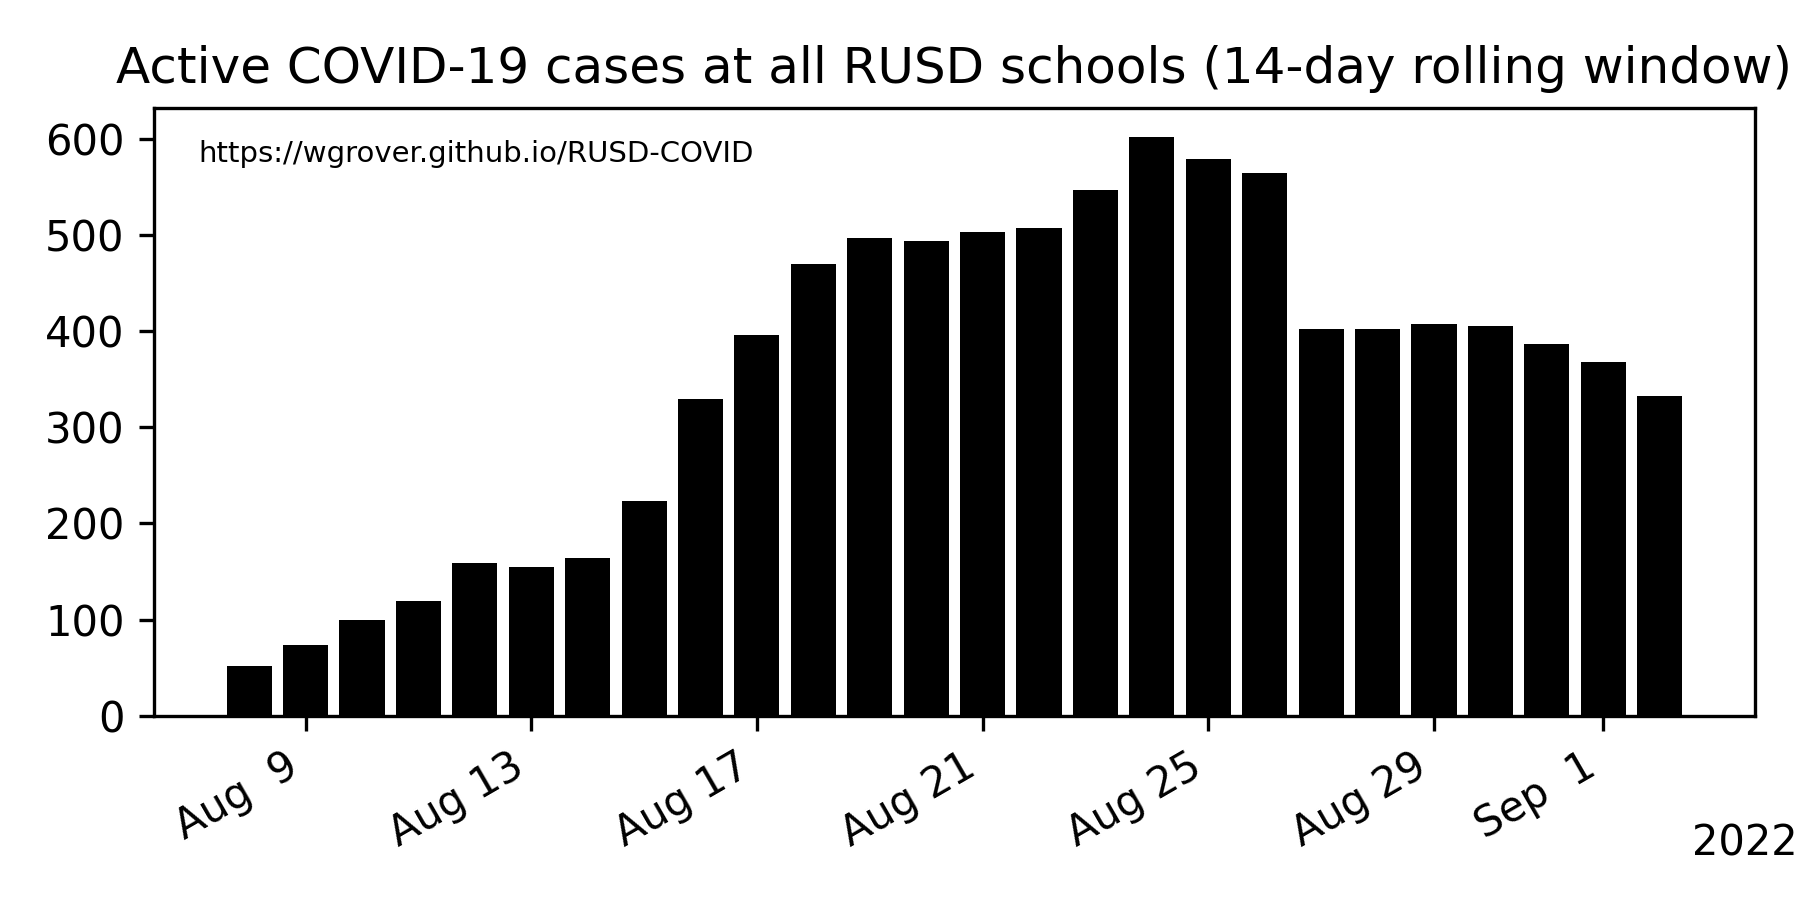 Active COVID-19 cases at all RUSD schools (14-day rolling window)
https://wgrover.github.io/RUSD-COVID
600
500
400
300
200
100
0
Aug 9
Aug 13
Aug 17
Aug 21
Aug 25
Aug 29
Sep 1
2022